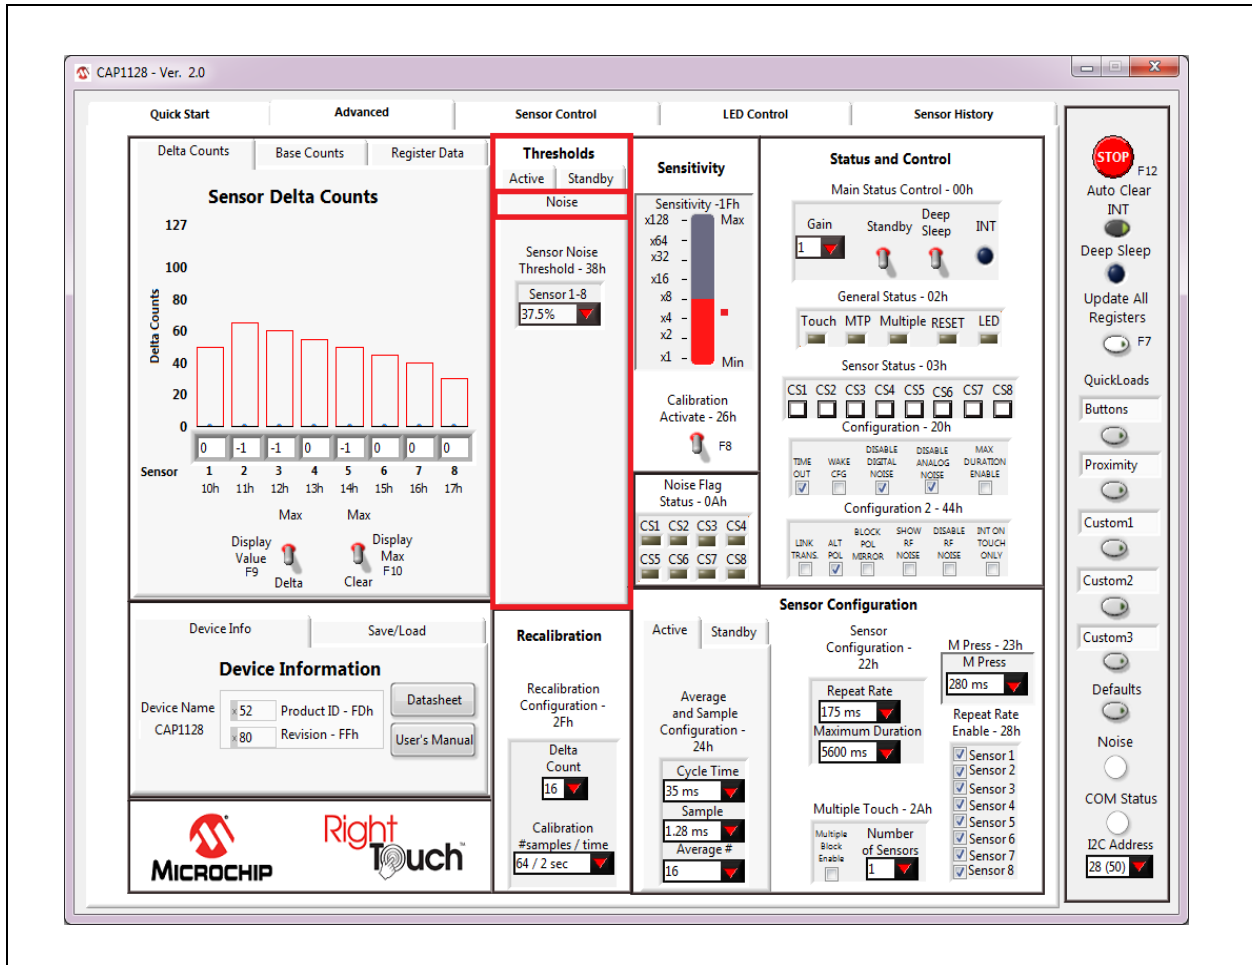 CAP1128 - Ver. 2.0
Quick Start
Advanced
Sensor Control
LED Control
Sensor History
Delta Counts
Base Counts
Register Data
Sensor Delta Counts
Delta Counts
127
100
80
60
40
20
0
0 -1 -1 0 -1 0 0 0
Sensor 1 2 3 4 5 6 7 8
10h 11h 12h 13h 14h 15h 16h 17h
Max Max
Display
Value
F9
Delta
Display
Max
F10
Clear
Thresholds
Active Standby
Noise
Sensor Noise
Threshold - 38h
Sensor 1-8
37.5%
Sensitivity
Sensitivity -1Fh
x128 Max
x64
x32
x16
x8
x4
x2
x1 Min
Calibration
Activate - 26h
F8
Noise Flag
Status - 0Ah
CS1 CS2 CS3 CS4
CS5 CS6 CS7 CS8
Status and Control
Main Status Control - 00h
Gain
1
Standby
Deep
Sleep
INT
General Status - 02h
Touch MTP Multiple RESET LED
Sensor Status - 03h
CS1 CS2 CS3 CS4 CS5 CS6 CS7 CS8
Configuration - 20h
TIME
OUT
WAKE
CFG
DISABLE
DIGITAL
NOISE
DISABLE
ANALOG
NOISE
MAX
DURATION
ENABLE
Configuration 2 - 44h
LINK
TRANS.
ALT
POL
BLOCK
POL
MIRROR
SHOW
RF
NOISE
DISABLE
RF
NOISE
INT ON
TOUCH
ONLY
Device Info
Save/Load
Device Information
Device Name
CAP1128
x 52 Product ID - FDh
x 80 Revision - FFh
Datasheet
User's Manual
MICROCHIP
Right
Touch
Recalibration
Recalibration
Configuration -
2Fh
Delta
Count
16
Calibration
#samples / time
64 / 2 sec
Sensor Configuration
Active Standby
Average
and Sample
Configuration -
24h
Cycle Time
35 ms
Sample
1.28 ms
Average #
16
Sensor
Configuration -
22h
Repeat Rate
175 ms
Maximum Duration
5600 ms
Multiple Touch - 2Ah
Multiple
Block
Enable
Number
of Sensors
1
M Press - 23h
M Press
280 ms
Repeat Rate
Enable - 28h
Sensor 1
Sensor 2
Sensor 3
Sensor 4
Sensor 5
Sensor 6
Sensor 7
Sensor 8
STOP
F12
Auto Clear
INT
Deep Sleep
Update All
Registers
F7
QuickLoads
Buttons
Proximity
Custom1
Custom2
Custom3
Defaults
Noise
COM Status
I2C Address
28 (50)